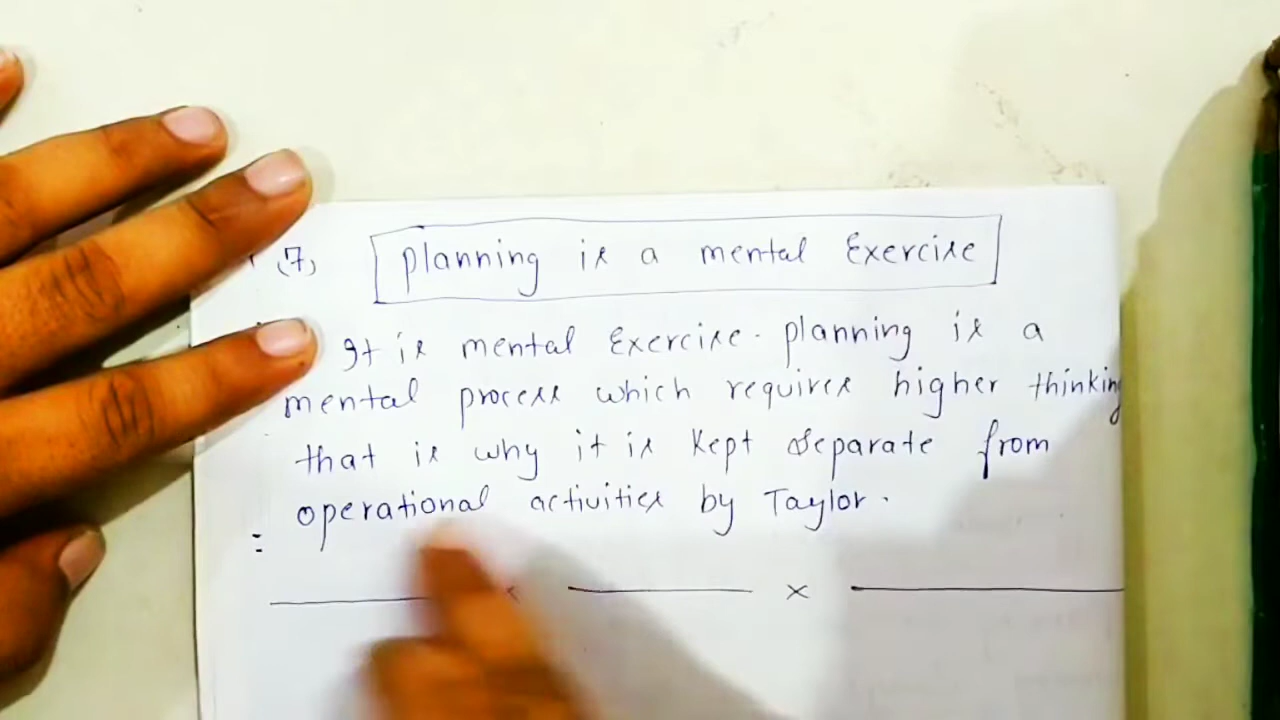 (7) planning is a mental Exercise
It is mental Exercise. planning is a
mental process which requires higher thinking
that is why it is kept separate from
operational activities by Taylor.